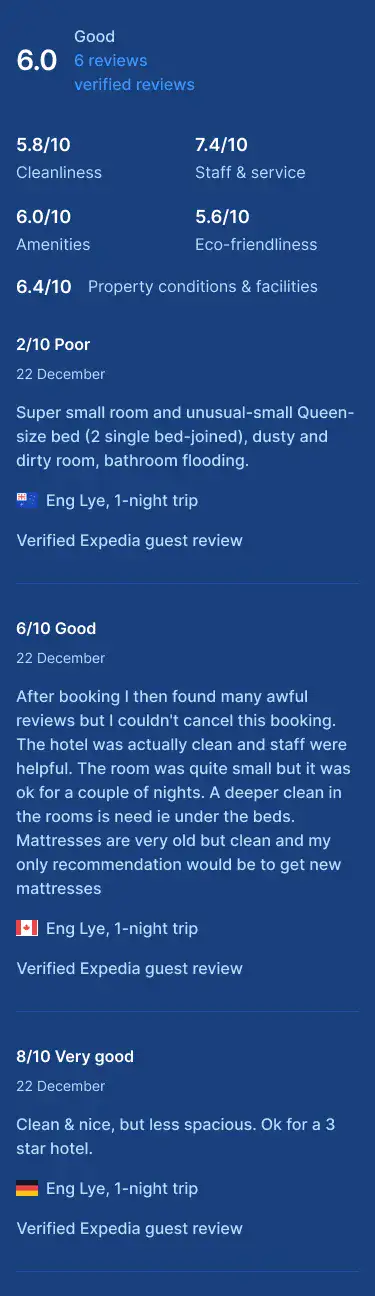 6.0
Good
6 reviews
verified reviews
5.8/10
Cleanliness
7.4/10
Staff & service
6.0/10
Amenities
5.6/10
Eco-friendliness
6.4/10 Property conditions & facilities
2/10 Poor
22 December
Super small room and unusual-small Queen-
size bed (2 single bed-joined), dusty and
dirty room, bathroom flooding.
Eng Lye, 1-night trip
Verified Expedia guest review
6/10 Good
22 December
After booking I then found many awful
reviews but I couldn't cancel this booking.
The hotel was actually clean and staff were
helpful. The room was quite small but it was
ok for a couple of nights. A deeper clean in
the rooms is need ie under the beds.
Mattresses are very old but clean and my
only recommendation would be to get new
mattresses
Eng Lye, 1-night trip
Verified Expedia guest review
8/10 Very good
22 December
Clean & nice, but less spacious. Ok for a 3
star hotel.
Eng Lye, 1-night trip
Verified Expedia guest review